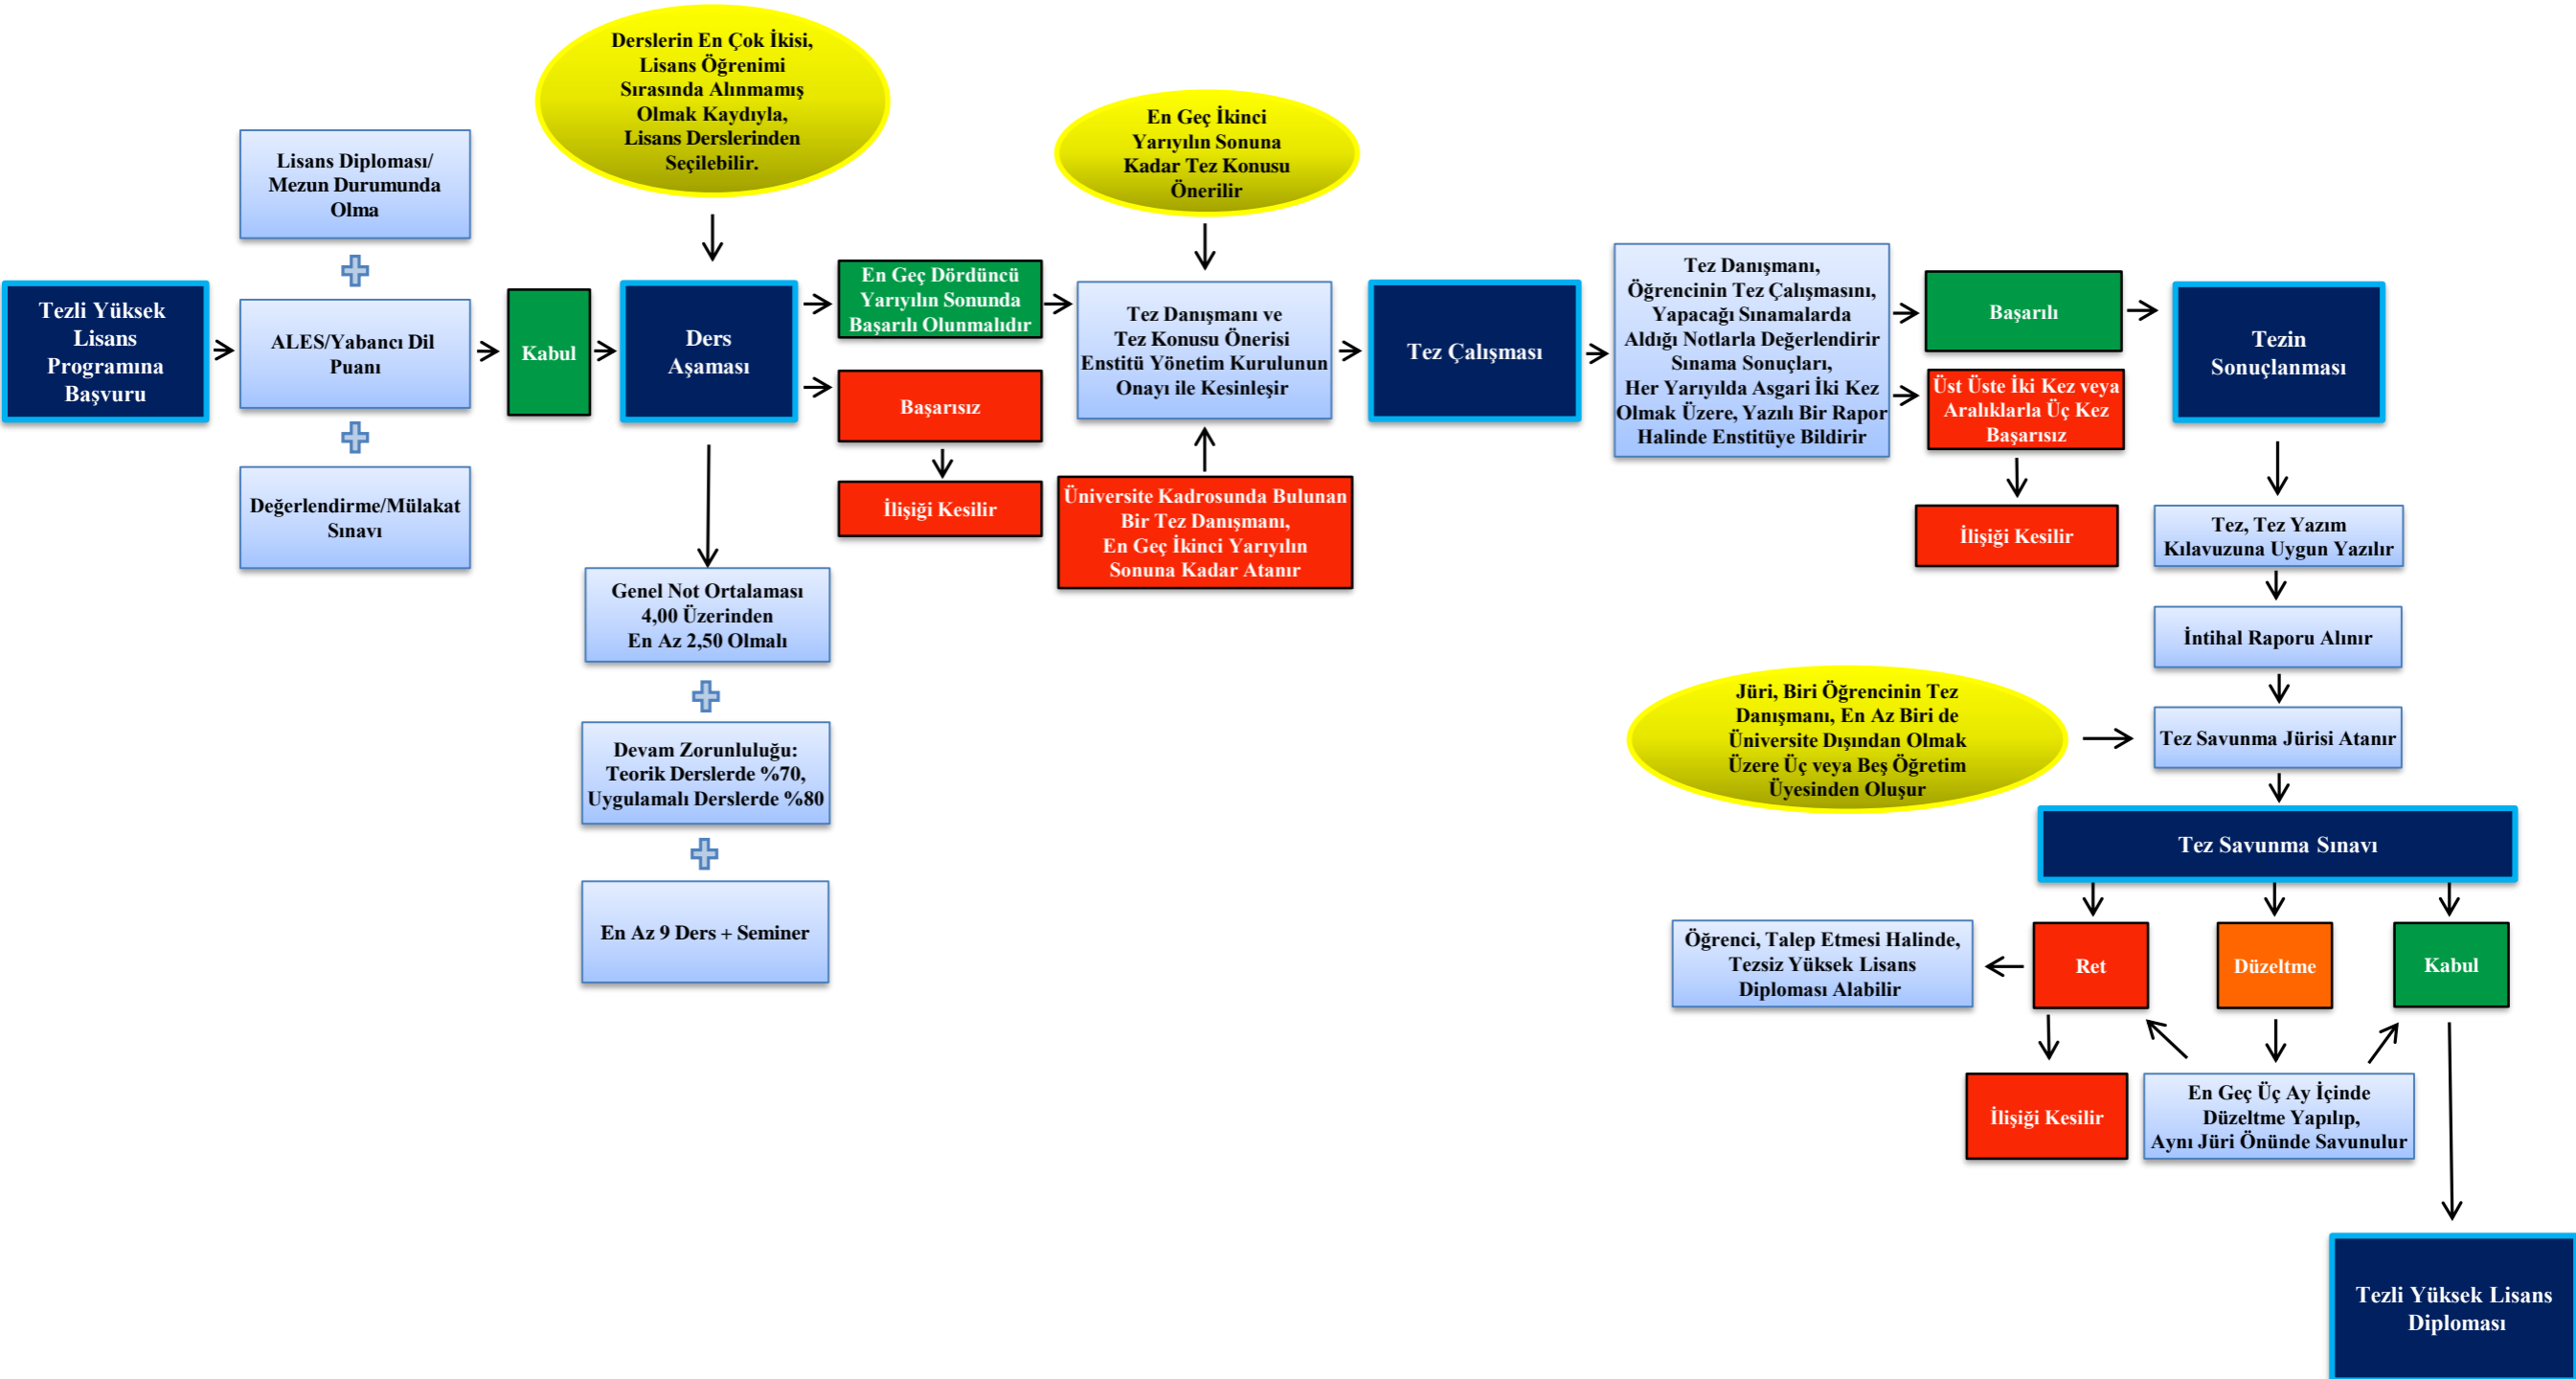 Derslerin En Çok İkisi,
Lisans Öğrenimi
Sırasında Alınmamış
Olmak Kaydıyla,
Lisans Derslerinden
Seçilebilir.
En Geç İkinci
Yarıyılın Sonuna
Kadar Tez Konusu
Önerilir
Tezli Yüksek
Lisans
Programına
Başvuru
Lisans Diploması/
Mezun Durumunda
Olma
ALES/Yabancı Dil
Puanı
Değerlendirme/Mülakat
Sınavı
Kabul
Ders
Aşaması
En Geç Dördüncü
Yarıyılın Sonunda
Başarılı Olunmalıdır
Başarısız
İlişiği Kesilir
Genel Not Ortalaması
4,00 Üzerinden
En Az 2,50 Olmalı
Devam Zorunluluğu:
Teorik Derslerde %70,
Uygulamalı Derslerde %80
En Az 9 Ders + Seminer
Tez Danışmanı ve
Tez Konusu Önerisi
Enstitü Yönetim Kurulunun
Onayı ile Kesinleşir
Üniversite Kadrosunda Bulunan
Bir Tez Danışmanı,
En Geç İkinci Yarıyılın
Sonuna Kadar Atanır
Tez Çalışması
Tez Danışmanı,
Öğrencinin Tez Çalışmasını,
Yapacağı Sınamalarda
Aldığı Notlarla Değerlendirir
Sınama Sonuçları,
Her Yarıyılda Asgari İki Kez
Olmak Üzere, Yazılı Bir Rapor
Halinde Enstitüye Bildirir
Başarılı
Üst Üste İki Kez veya
Aralıklarla Üç Kez
Başarısız
İlişiği Kesilir
Tezin
Sonuçlanması
Tez, Tez Yazım
Kılavuzuna Uygun Yazılır
İntihal Raporu Alınır
Jüri, Biri Öğrencinin Tez
Danışmanı, En Az Biri de
Üniversite Dışından Olmak
Üzere Üç veya Beş Öğretim
Üyesinden Oluşur
Tez Savunma Jürisi Atanır
Tez Savunma Sınavı
Öğrenci, Talep Etmesi Halinde,
Tezsiz Yüksek Lisans
Diploması Alabilir
Ret
Düzeltme
Kabul
İlişiği Kesilir
En Geç Üç Ay İçinde
Düzeltme Yapılıp,
Aynı Jüri Önünde Savunulur
Tezli Yüksek Lisans
Diploması